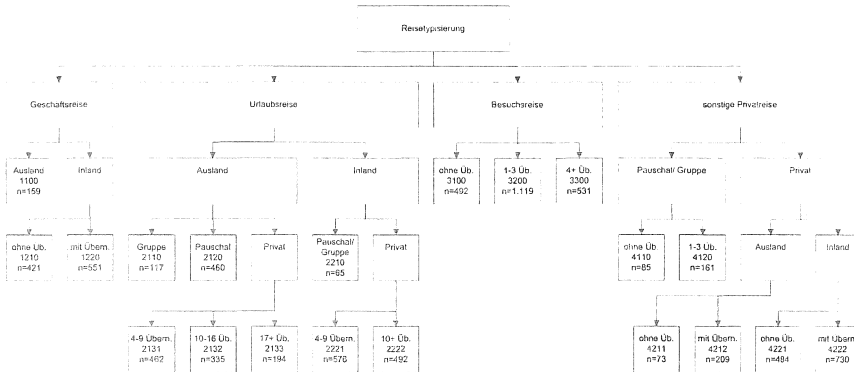 Reisetypisierung
Geschäftsreise
Urlaubsreise
Besuchsreise
sonstige Privatreise
Ausland
1100
n=159
Inland
Ausland
Inland
ohne Üb.
3100
n=492
1-3 Üb.
3200
n=1.119
4+ Üb.
3300
n=531
Pauschal/ Gruppe
Privat
ohne Üb.
1210
n=421
mit Übern.
1220
n=551
Gruppe
2110
n=117
Pauschal
2120
n=460
Privat
Pauschal/
Gruppe
2210
n=65
Privat
ohne Üb.
4110
n=85
1-3 Üb.
4120
n=161
Ausland
Inland
4-9 Übern.
2131
n=462
10-16 Üb.
2132
n=335
17+ Üb.
2133
n=194
4-9 Übern.
2221
n=576
10+ Üb.
2222
n=492
ohne Üb.
4211
n=73
mit Übern.
4212
n=209
ohne Üb.
4221
n=484
mit Übern.
4222
n=730